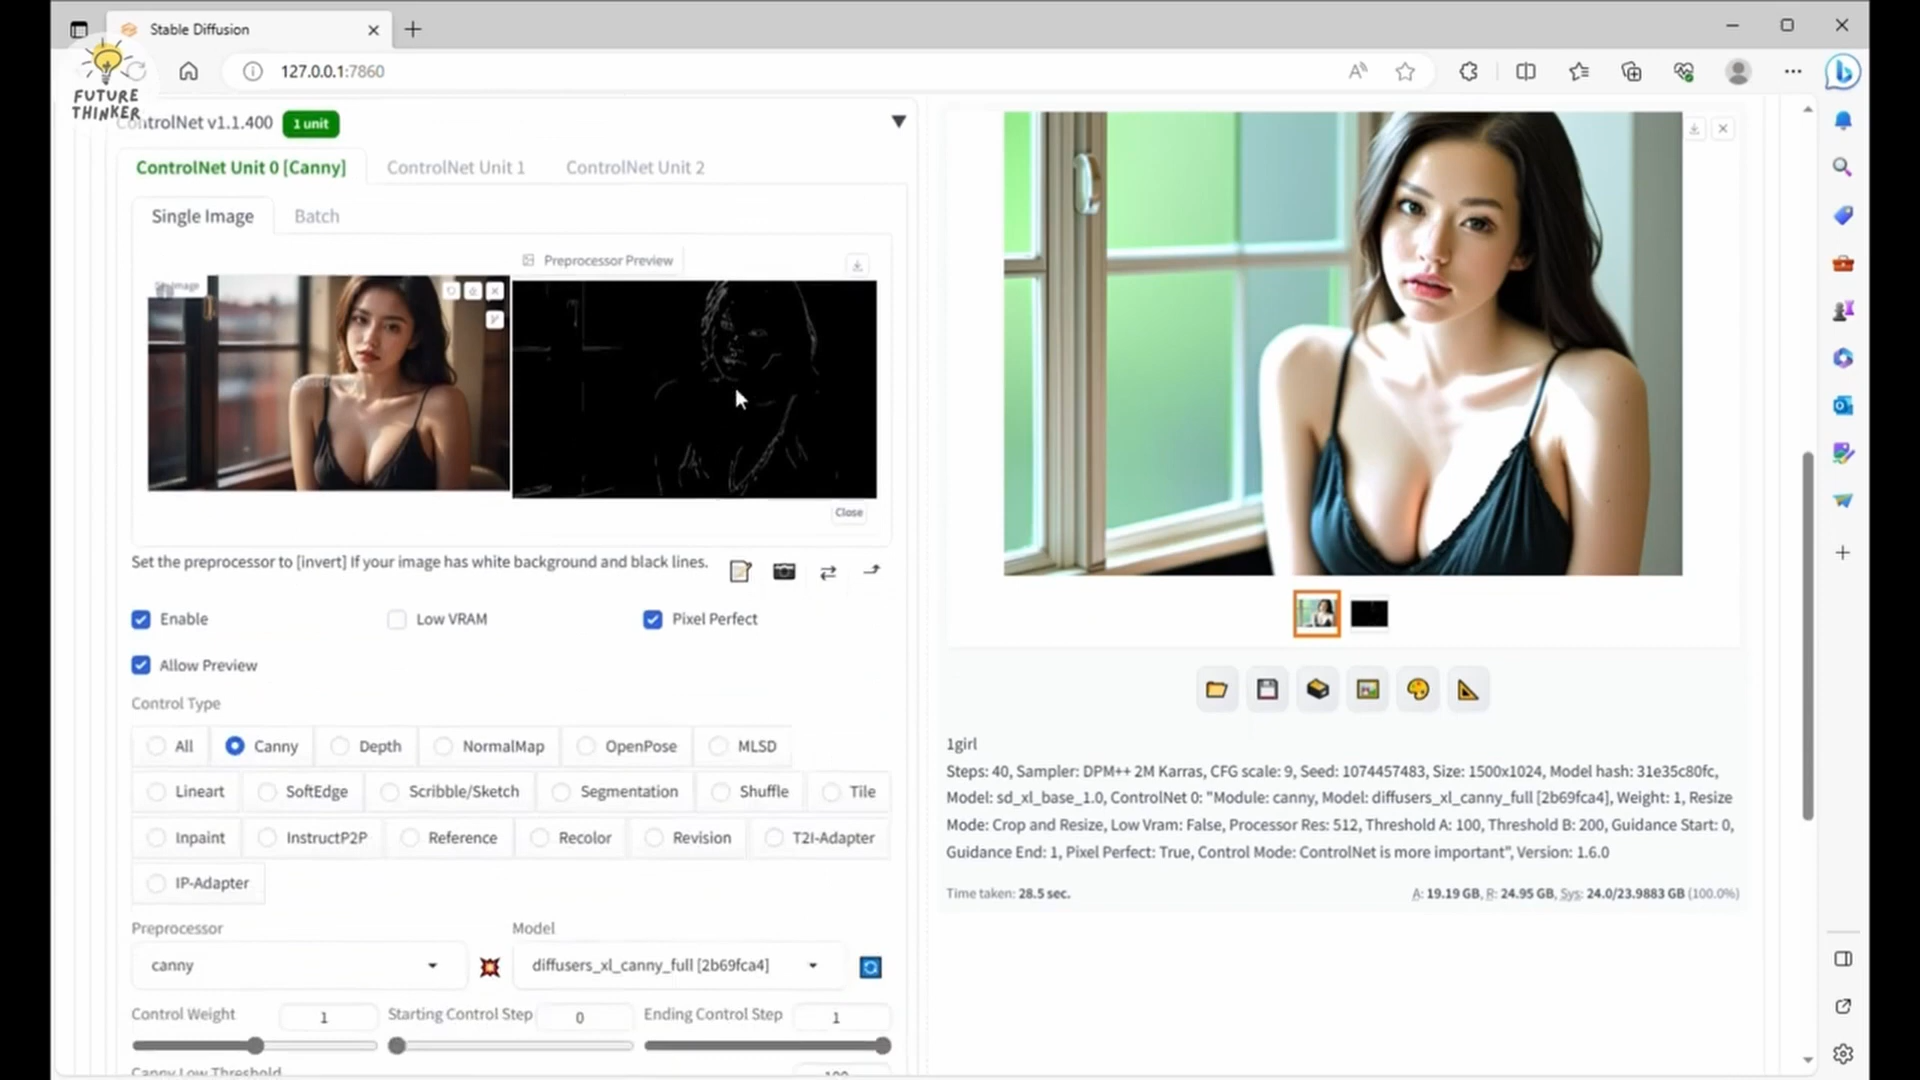 Stable Diffusion
127.0.0.1:7860
FUTURE
THINKER
ControlNet v1.1.400
1 unit
ControlNet Unit 0 [Canny]
ControlNet Unit 1
ControlNet Unit 2
Single Image
Batch
Preprocessor Preview
Close
Set the preprocessor to [invert] If your image has white background and black lines.
Enable
Low VRAM
Pixel Perfect
Allow Preview
Control Type
All
Canny
Depth
NormalMap
OpenPose
MLSD
Lineart
SoftEdge
Scribble/Sketch
Segmentation
Shuffle
Tile
Inpaint
InstructP2P
Reference
Recolor
Revision
T2I-Adapter
IP-Adapter
Preprocessor
Model
canny
diffusers_xl_canny_full [2b69fca4]
Control Weight
1
Starting Control Step
0
Ending Control Step
1
Canny Low Threshold
100
1girl
Steps: 40, Sampler: DPM++ 2M Karras, CFG scale: 9, Seed: 1074457483, Size: 1500x1024, Model hash: 31e35c80fc,
Model: sd_xl_base_1.0, ControlNet 0: "Module: canny, Model: diffusers_xl_canny_full [2b69fca4], Weight: 1, Resize
Mode: Crop and Resize, Low Vram: False, Processor Res: 512, Threshold A: 100, Threshold B: 200, Guidance Start: 0,
Guidance End: 1, Pixel Perfect: True, Control Mode: ControlNet is more important", Version: 1.6.0
Time taken: 28.5 sec.
A: 19.19 GB, R: 24.95 GB, Sys: 24.0/23.9883 GB (100.0%)